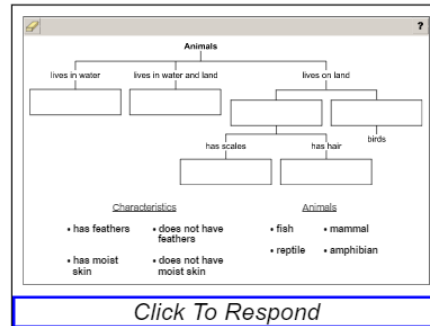 ?
Animals
lives in water
lives in water and land
lives on land
birds
has scales
has hair
Characteristics
Animals
• has feathers
• does not have feathers
• fish
• mammal
• has moist skin
• does not have moist skin
• reptile
• amphibian
Click To Respond